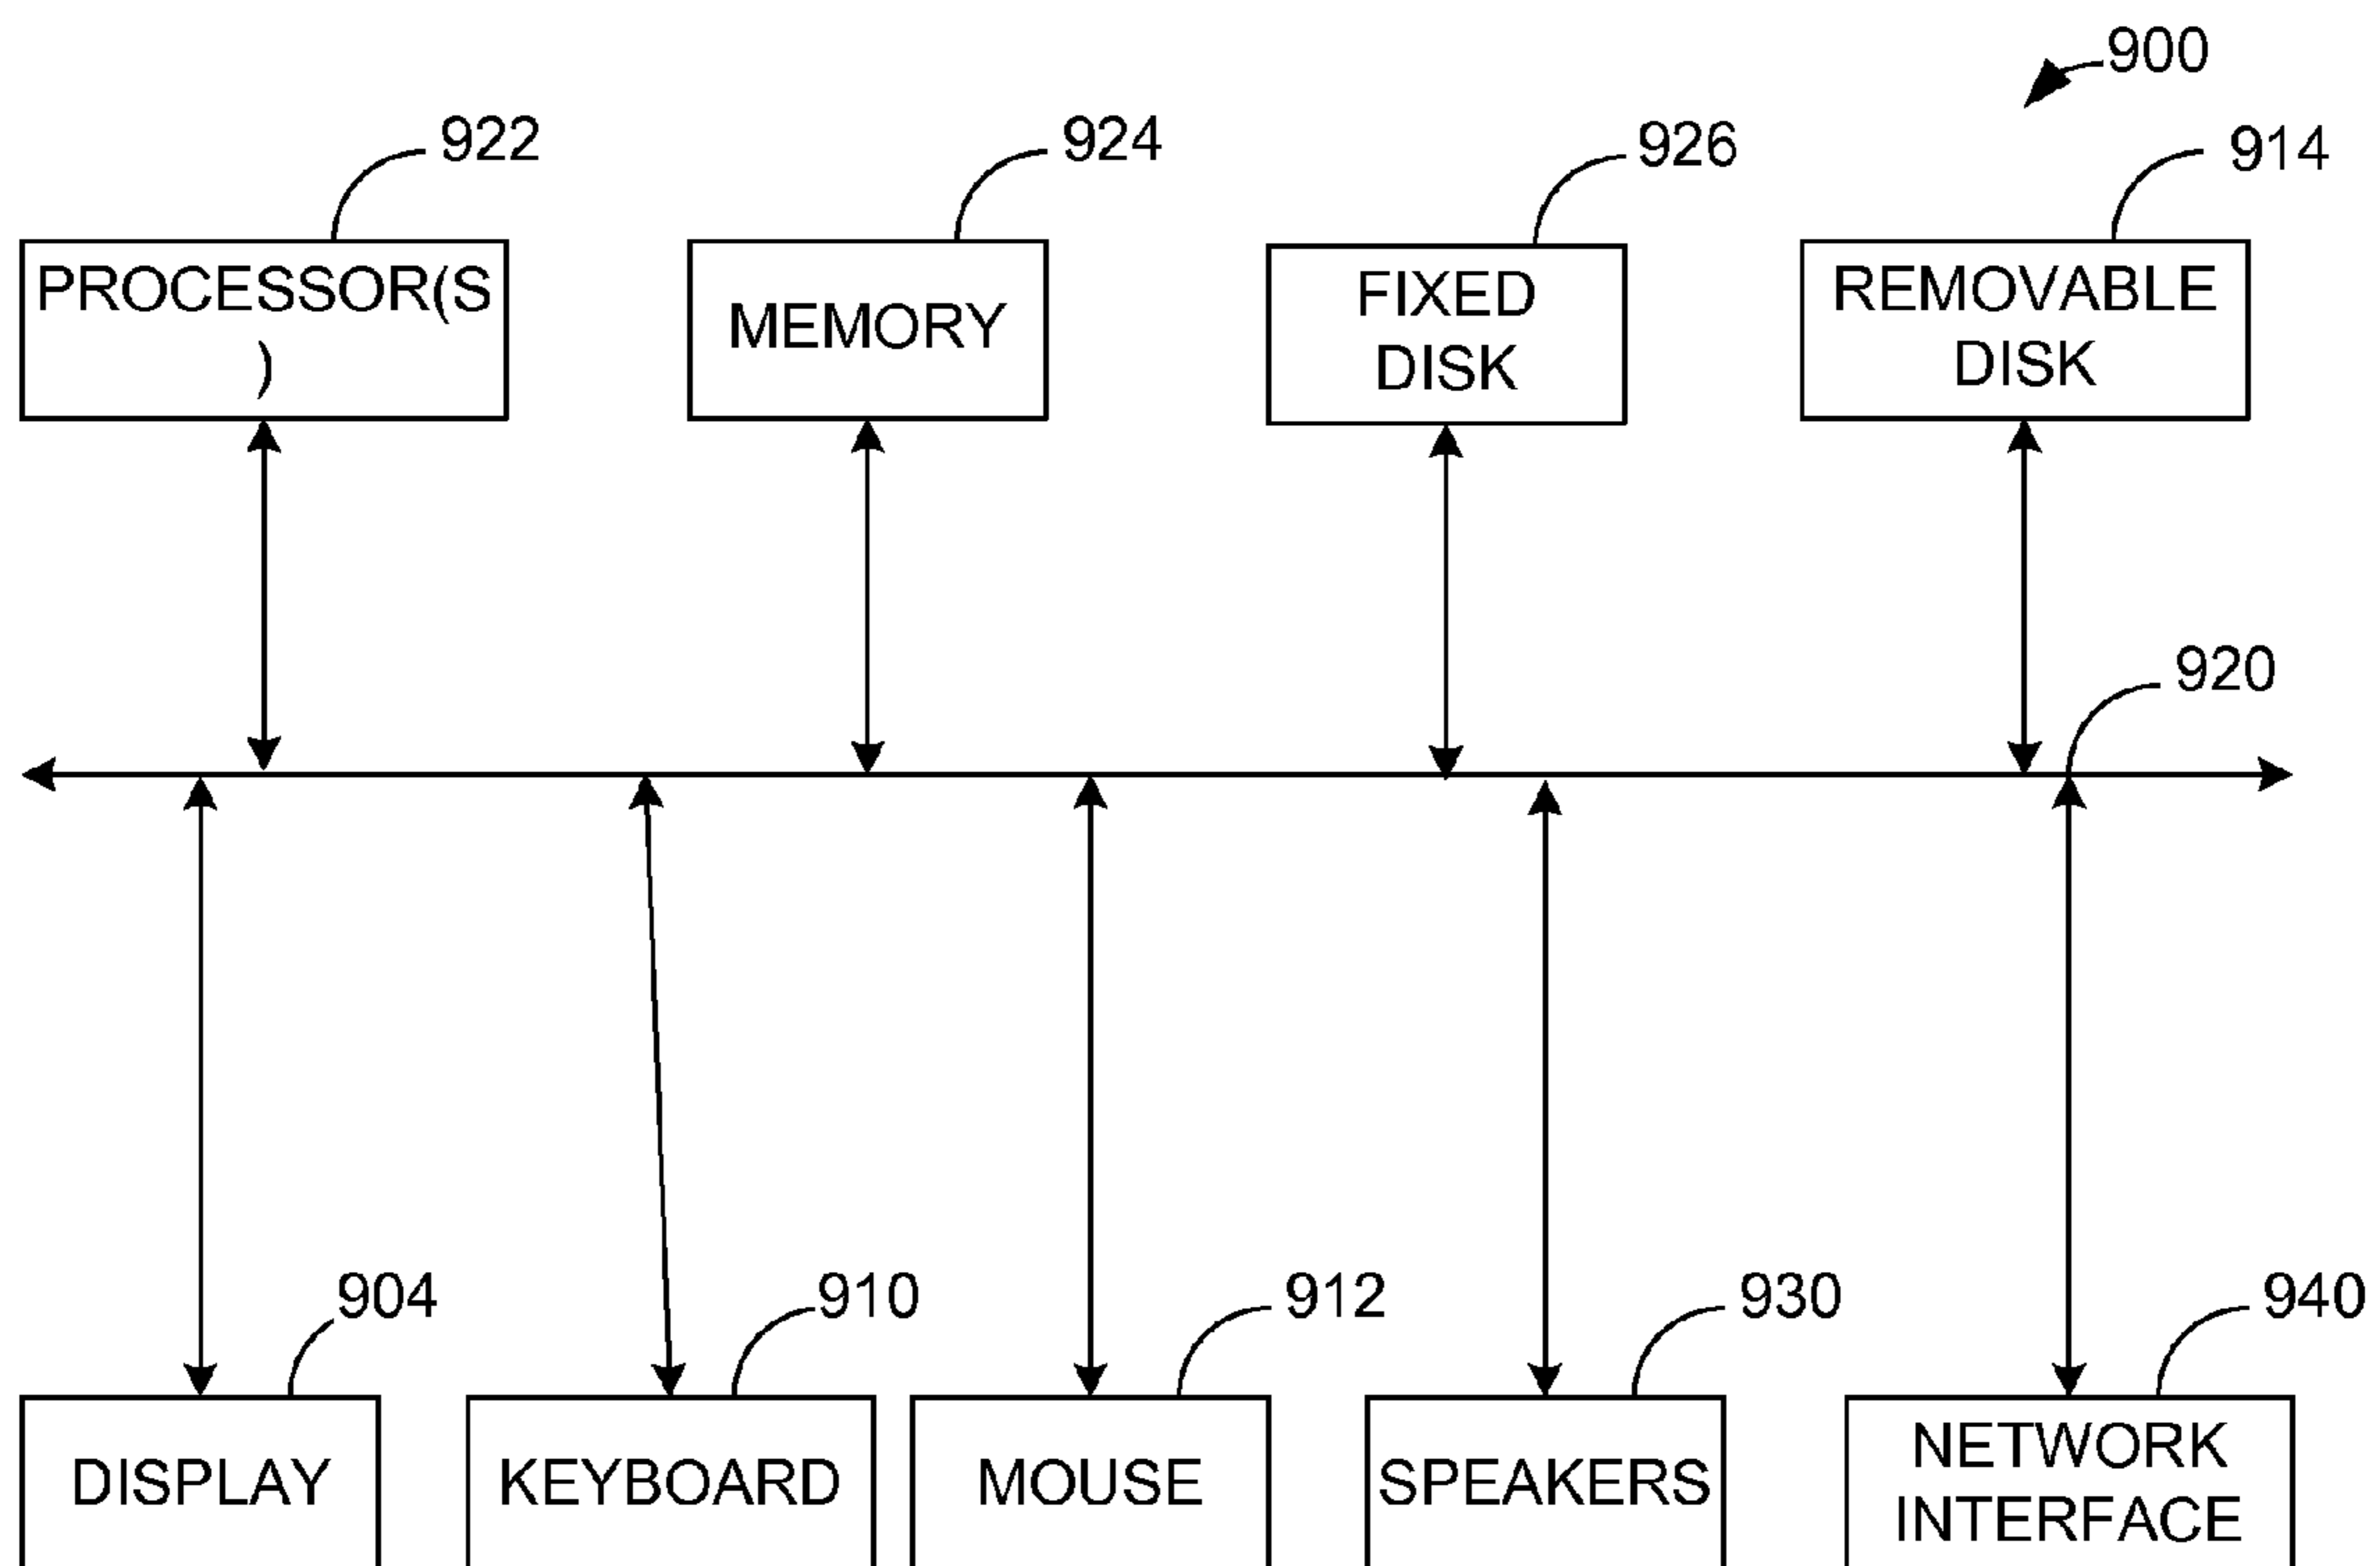 900
922
924
926
914
PROCESSOR(S
)
MEMORY
FIXED
DISK
REMOVABLE
DISK
920
904
910
912
930
940
DISPLAY
KEYBOARD
MOUSE
SPEAKERS
NETWORK
INTERFACE